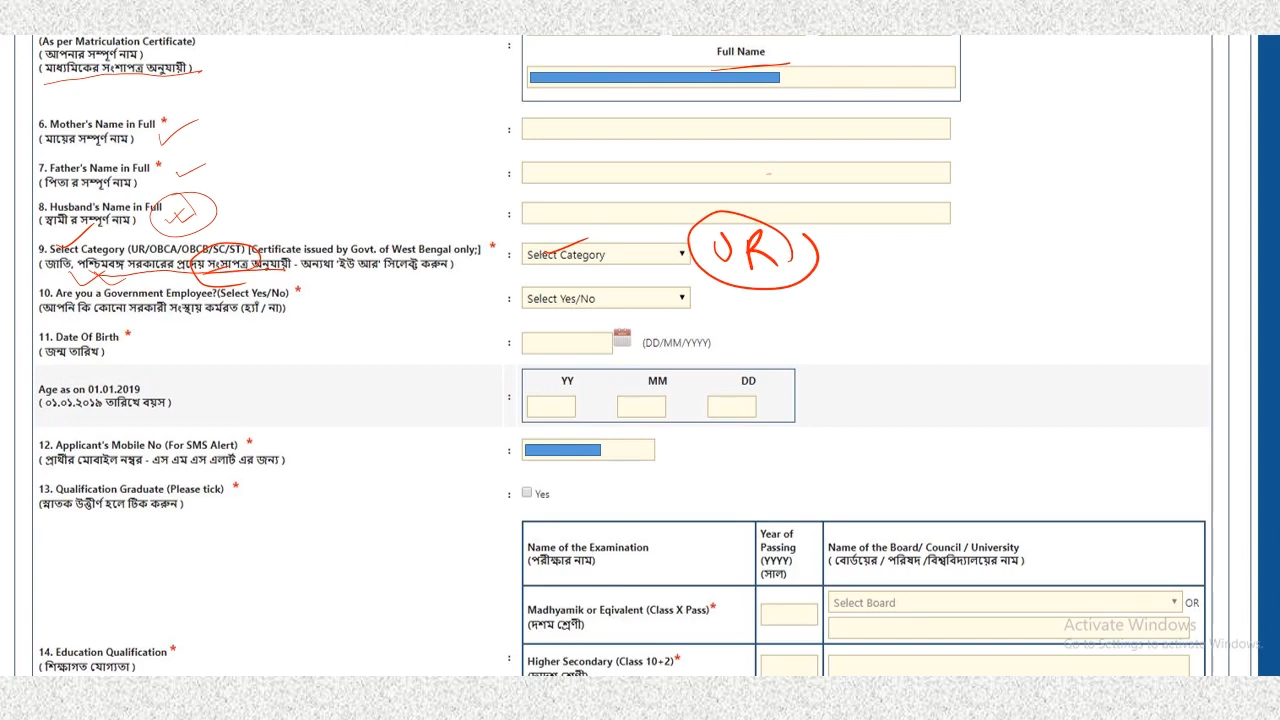 (As per Matriculation Certificate)
( আপনার সম্পূর্ণ নাম )
( মাধ্যমিকের সংশাপত্র অনুযায়ী )
:
Full Name
6. Mother's Name in Full *
( মায়ের সম্পূর্ণ নাম )
:
7. Father's Name in Full *
( পিতা র সম্পূর্ণ নাম )
:
8. Husband's Name in Full
( স্বামী র সম্পূর্ণ নাম )
:
9. Select Category (UR/OBCA/OBCB/SC/ST) [Certificate issued by Govt. of West Bengal only;] *
( জাতি, পশ্চিমবঙ্গ সরকারের প্রদেয় সংসাপত্র অনুযায়ী - অন্যথা 'ইউ আর' সিলেক্ট করুন )
:
Select Category
UR
10. Are you a Government Employee?(Select Yes/No) *
(আপনি কি কোনো সরকারী সংস্থায় কর্মরত (হ্যাঁ / না))
:
Select Yes/No
11. Date Of Birth *
( জন্ম তারিখ )
:
(DD/MM/YYYY)
Age as on 01.01.2019
( ০১.০১.২০১৯ তারিখে বয়স )
:
YY MM DD
12. Applicant's Mobile No (For SMS Alert) *
( প্রার্থীর মোবাইল নম্বর - এস এম এস এলার্ট এর জন্য )
:
13. Qualification Graduate (Please tick) *
(স্নাতক উত্তীর্ণ হলে টিক করুন )
:
Yes
Name of the Examination
(পরীক্ষার নাম)
Year of
Passing
(YYYY)
(সাল)
Name of the Board/ Council / University
( বোর্ডয়ের / পরিষদ /বিশ্ববিদ্যালয়ের নাম )
Madhyamik or Eqivalent (Class X Pass)*
(দশম শ্রেণী)
Select Board
OR
Activate Windows
Go to Settings to activate Windows.
14. Education Qualification *
( শিক্ষাগত যোগ্যতা )
:
Higher Secondary (Class 10+2)*